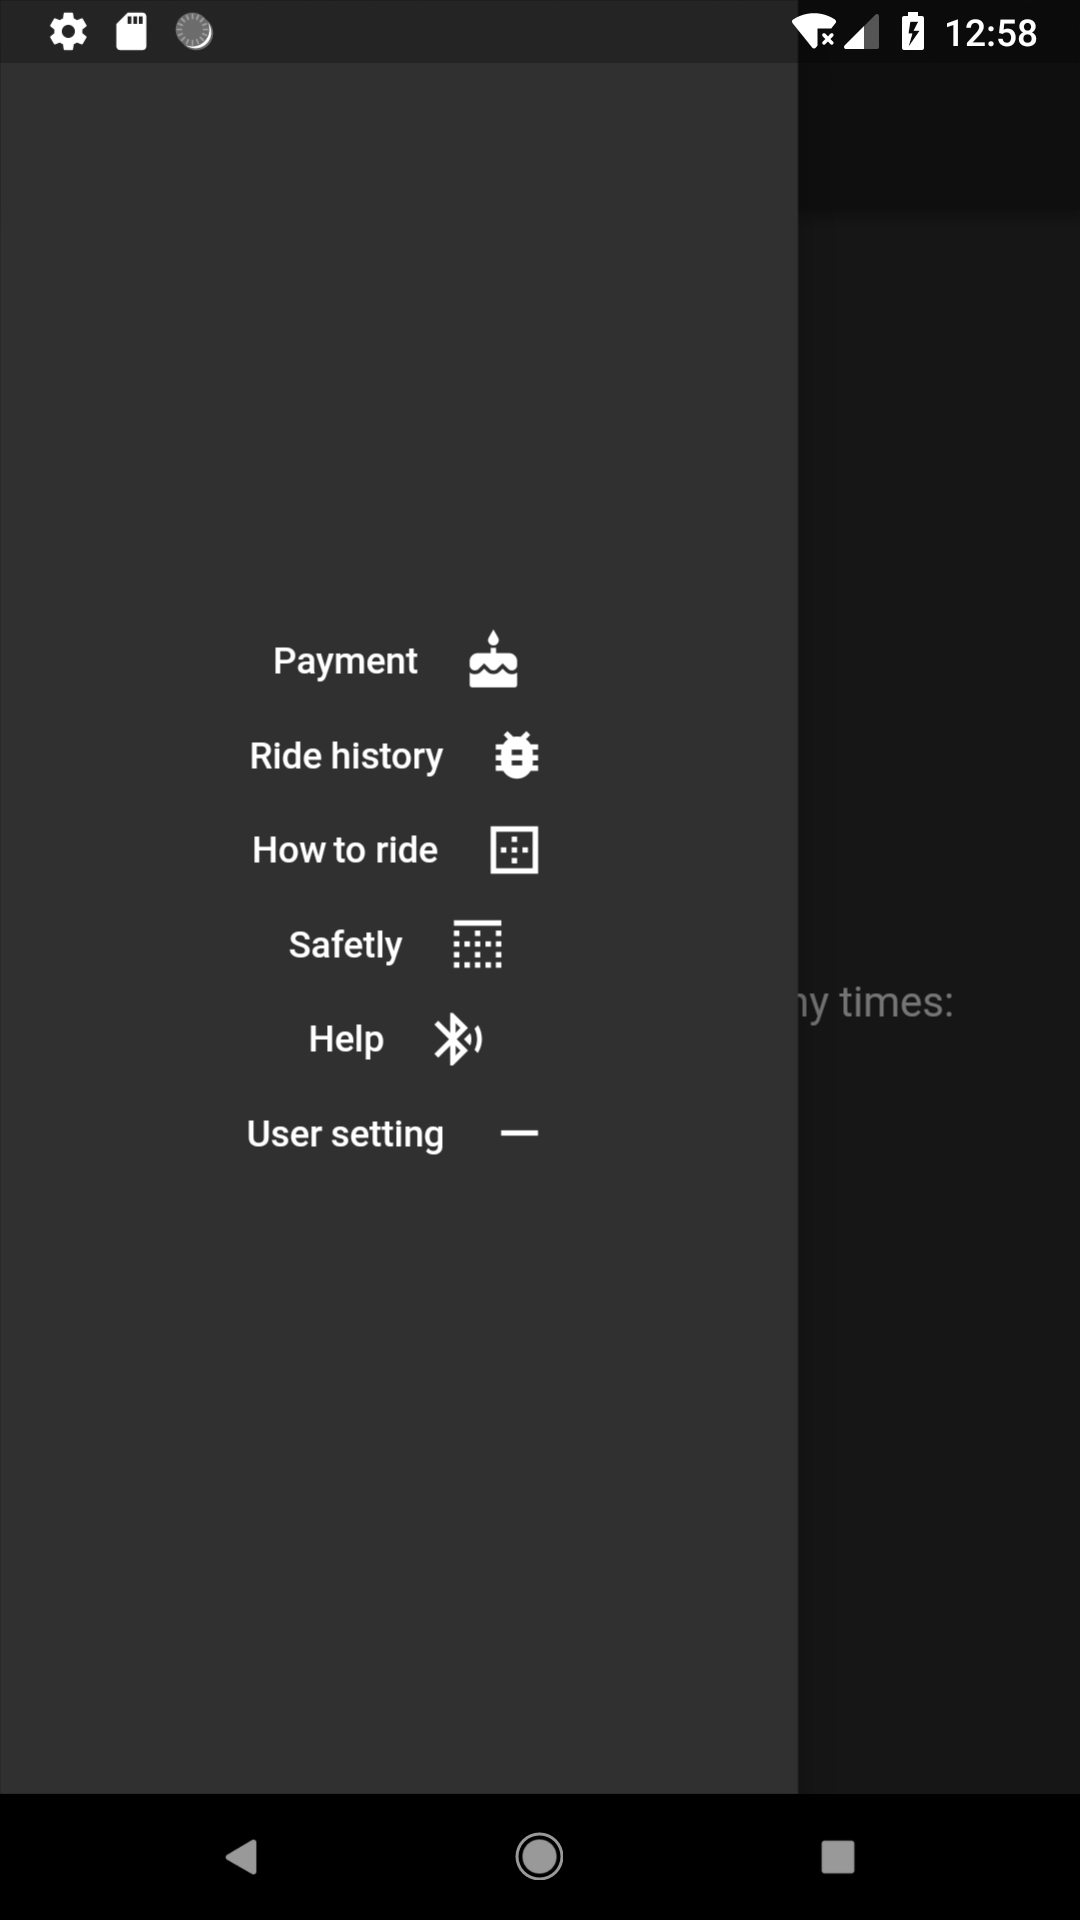 12:58
Payment
Ride history
How to ride
Safetly
Help
User setting
times: